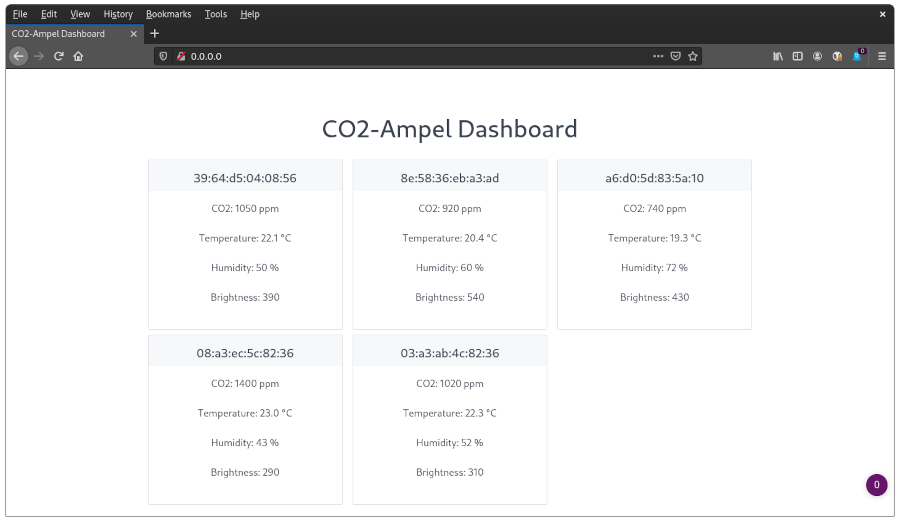 File Edit View History Bookmarks Tools Help
CO2-Ampel Dashboard
0.0.0.0
0
CO2-Ampel Dashboard
39:64:d5:04:08:56
CO2: 1050 ppm
Temperature: 22.1 °C
Humidity: 50 %
Brightness: 390
8e:58:36:eb:a3:ad
CO2: 920 ppm
Temperature: 20.4 °C
Humidity: 60 %
Brightness: 540
a6:d0:5d:83:5a:10
CO2: 740 ppm
Temperature: 19.3 °C
Humidity: 72 %
Brightness: 430
08:a3:ec:5c:82:36
CO2: 1400 ppm
Temperature: 23.0 °C
Humidity: 43 %
Brightness: 290
03:a3:ab:4c:82:36
CO2: 1020 ppm
Temperature: 22.3 °C
Humidity: 52 %
Brightness: 310
0